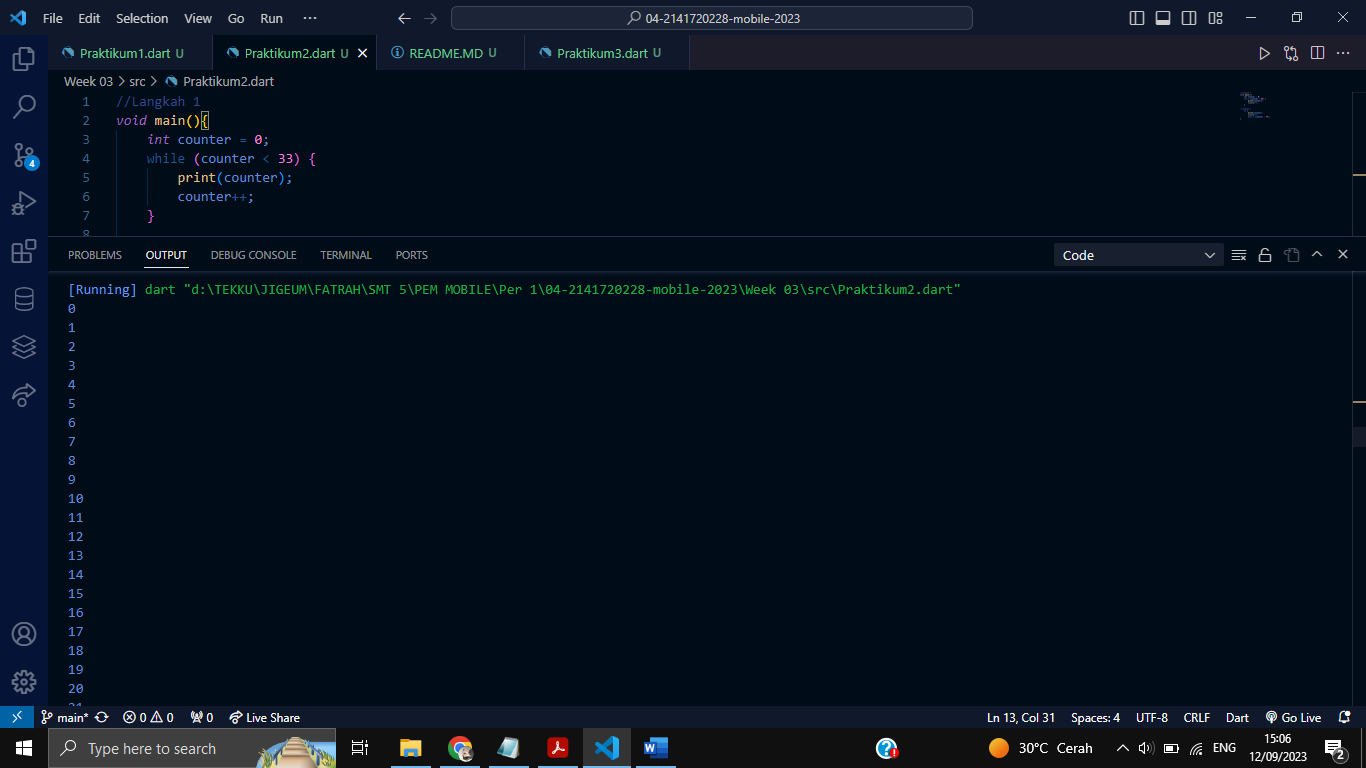 File Edit Selection View Go Run ··· 04-2141720228-mobile-2023
Praktikum1.dart U Praktikum2.dart U README.MD U Praktikum3.dart U
Week 03 > src > Praktikum2.dart
1 //Langkah 1
2 void main(){
3 int counter = 0;
4 while (counter < 33) {
5 print(counter);
6 counter++;
7 }
8
4
PROBLEMS OUTPUT DEBUG CONSOLE TERMINAL PORTS Code
[Running] dart "d:\TEKKU\JIGEUM\FATRAH\SMT 5\PEM MOBILE\Per 1\04-2141720228-mobile-2023\Week 03\src\Praktikum2.dart"
0
1
2
3
4
5
6
7
8
9
10
11
12
13
14
15
16
17
18
19
20
21
main* 0 0 0 Live Share Ln 13, Col 31 Spaces: 4 UTF-8 CRLF Dart Go Live
Type here to search 30°C Cerah ENG 15:06
12/09/2023 2